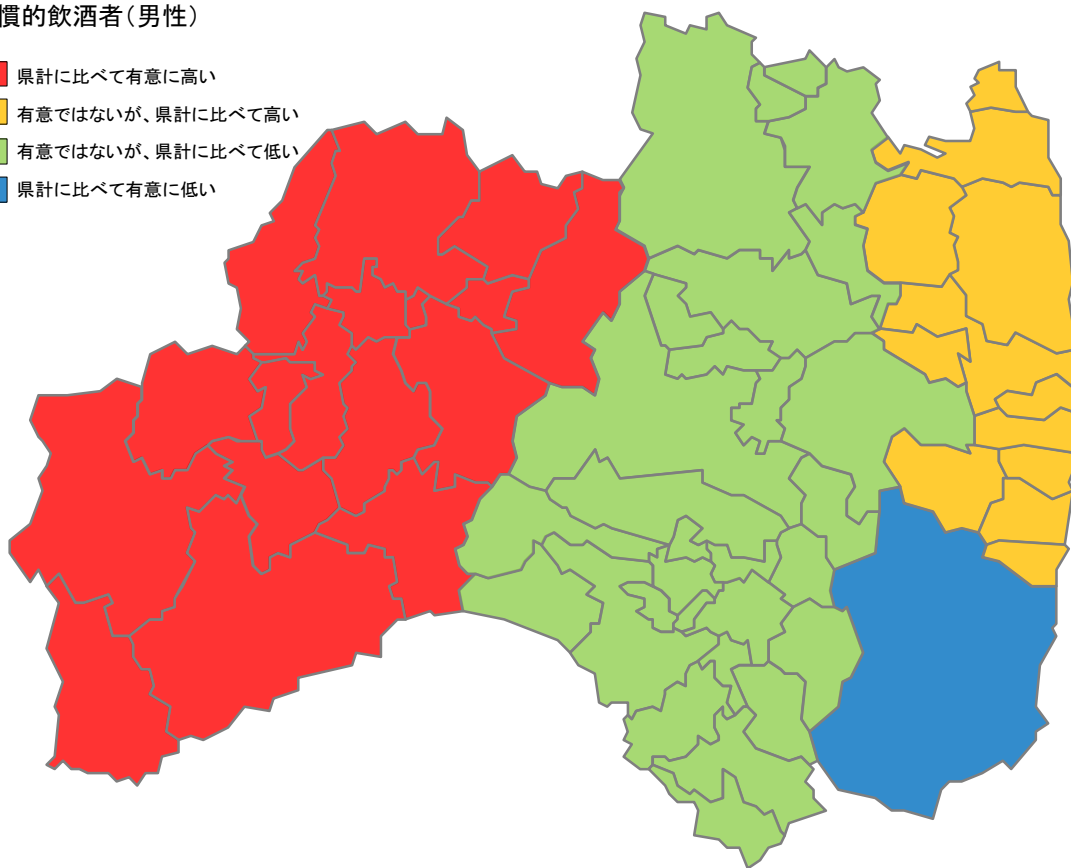 慣的飲酒者（男性）
県計に比べて有意に高い
有意ではないが、県計に比べて高い
有意ではないが、県計に比べて低い
県計に比べて有意に低い